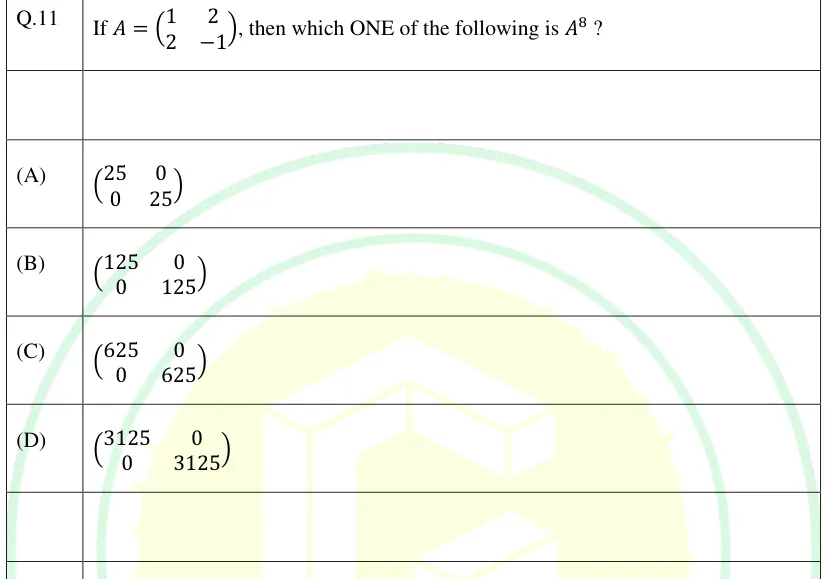 Q.11 If 𝐴 = (1 2
2 −1), then which ONE of the following is 𝐴⁸ ?
(A) (25 0
0 25)
(B) (125 0
0 125)
(C) (625 0
0 625)
(D) (3125 0
0 3125)